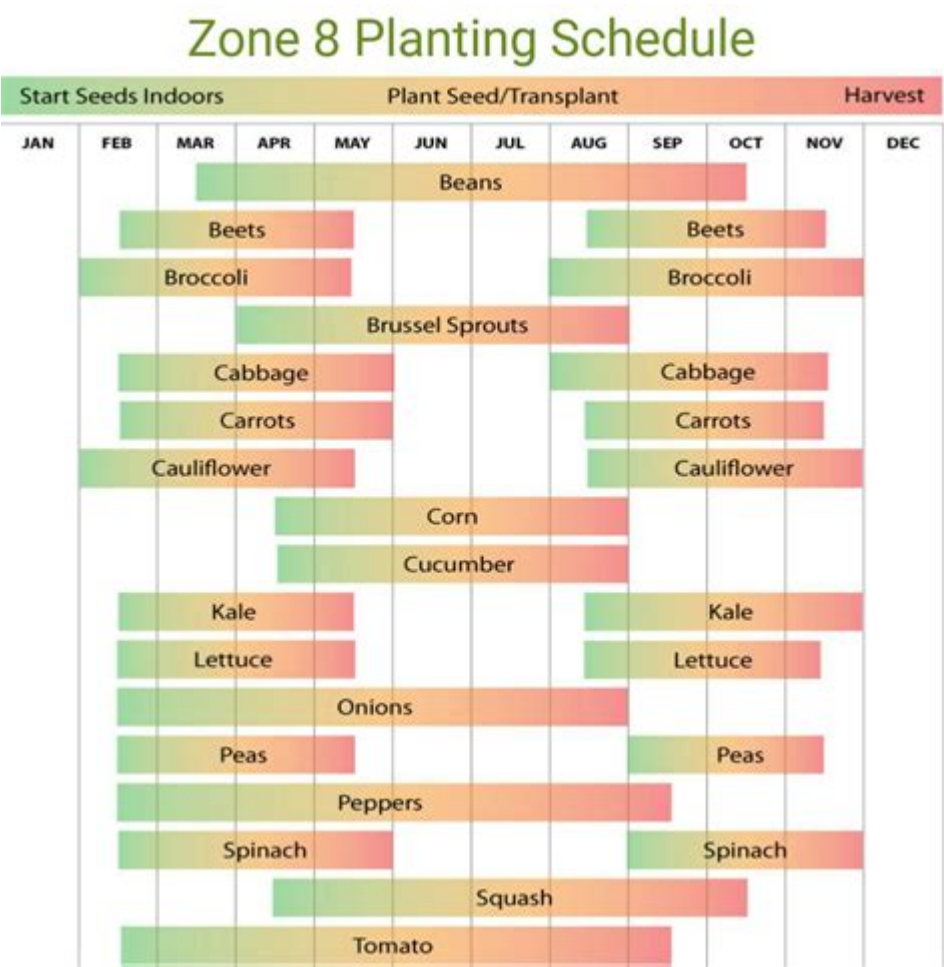 Zone 8 Planting Schedule
Start Seeds Indoors Plant Seed/Transplant Harvest
JAN FEB MAR APR MAY JUN JUL AUG SEP OCT NOV DEC
Beans
Beets Beets
Broccoli Broccoli
Brussel Sprouts
Cabbage Cabbage
Carrots Carrots
Cauliflower Cauliflower
Corn
Cucumber
Kale Kale
Lettuce Lettuce
Onions
Peas Peas
Peppers
Spinach Spinach
Squash
Tomato